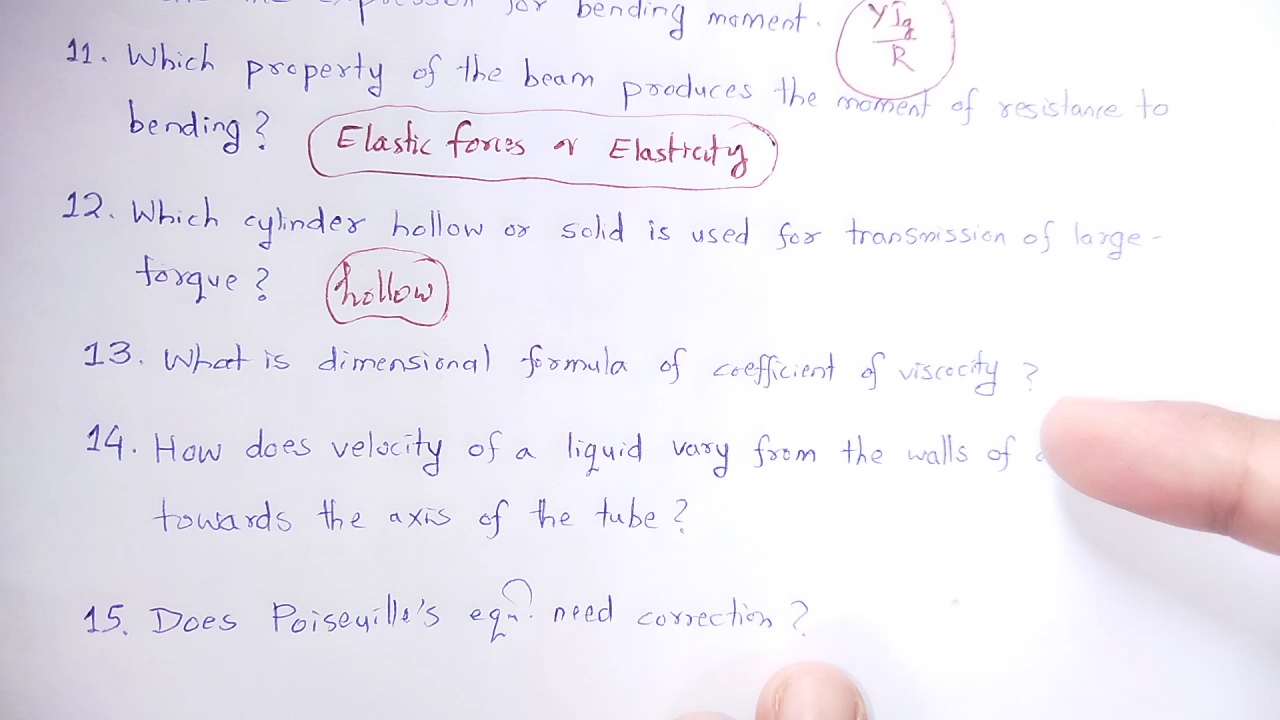 for bending moment. YIg
R
11. Which property of the beam produces the moment of resistance to
bending? Elastic forces or Elasticity
12. Which cylinder hollow or solid is used for transmission of large-
torque? hollow
13. What is dimensional formula of coefficient of viscocity ?
14. How does velocity of a liquid vary from the walls of
towards the axis of the tube?
15. Does Poiseuille's eqn. need correction?